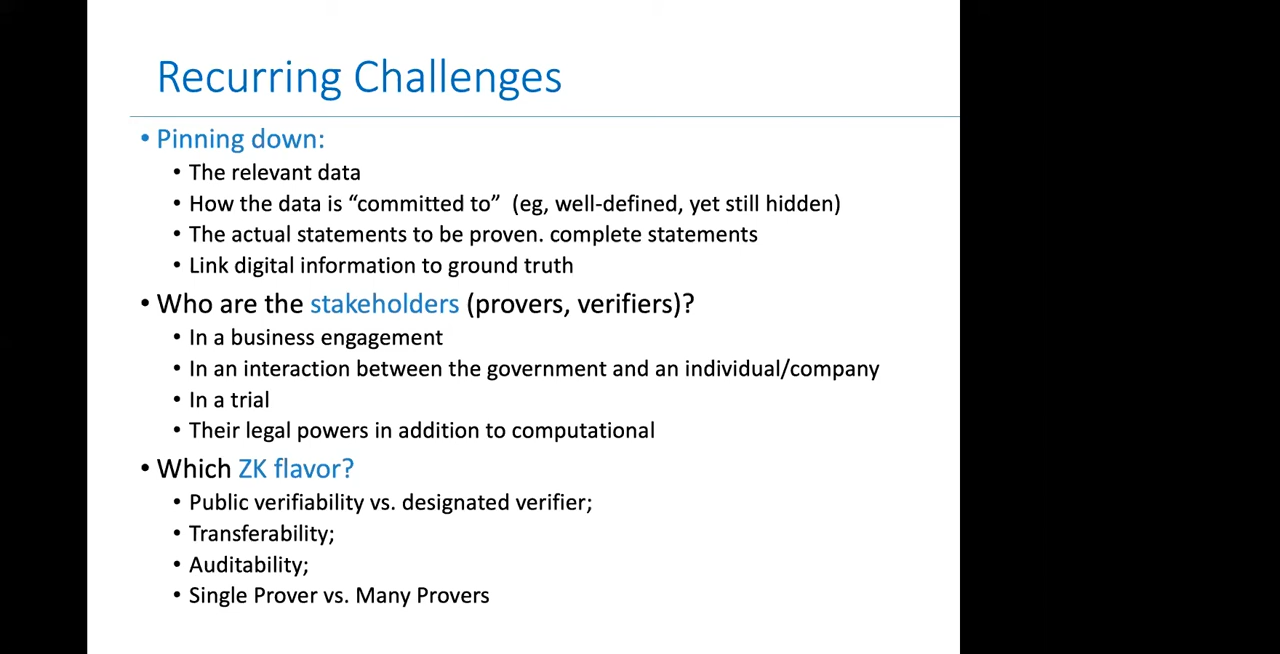 Recurring Challenges
• Pinning down:
• The relevant data
• How the data is “committed to”  (eg, well-defined, yet still hidden)
• The actual statements to be proven. complete statements
• Link digital information to ground truth
• Who are the stakeholders (provers, verifiers)?
• In a business engagement
• In an interaction between the government and an individual/company
• In a trial
• Their legal powers in addition to computational
• Which ZK flavor?
• Public verifiability vs. designated verifier;
• Transferability;
• Auditability;
• Single Prover vs. Many Provers